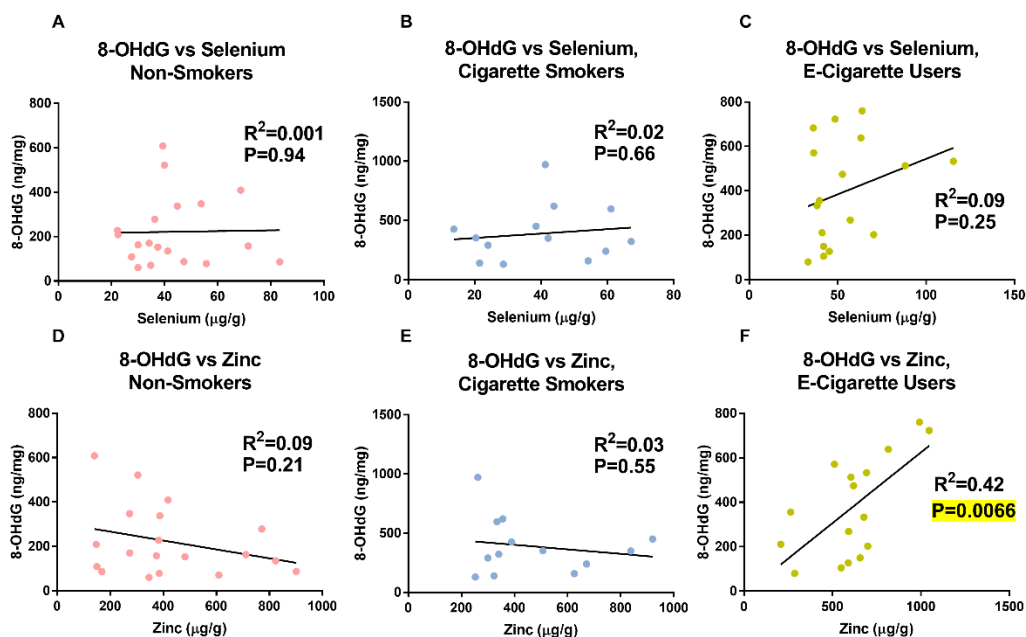 A
8-OHdG vs Selenium
Non-Smokers
8-OHdG (ng/mg)
800
600
400
200
0
R²=0.001
P=0.94
0 20 40 60 80 100
Selenium (µg/g)
B
8-OHdG vs Selenium,
Cigarette Smokers
8-OHdG (ng/mg)
1500
1000
500
0
R²=0.02
P=0.66
0 20 40 60 80
Selenium (µg/g)
C
8-OHdG vs Selenium,
E-Cigarette Users
8-OHdG (ng/mg)
800
600
400
200
0
R²=0.09
P=0.25
0 50 100 150
Selenium (µg/g)
D
8-OHdG vs Zinc
Non-Smokers
8-OHdG (ng/mg)
800
600
400
200
0
R²=0.09
P=0.21
0 200 400 600 800 1000
Zinc (µg/g)
E
8-OHdG vs Zinc,
Cigarette Smokers
8-OHdG (ng/mg)
1500
1000
500
0
R²=0.03
P=0.55
0 200 400 600 800 1000
Zinc (µg/g)
F
8-OHdG vs Zinc,
E-Cigarette Users
8-OHdG (ng/mg)
800
600
400
200
0
R²=0.42
P=0.0066
0 500 1000 1500
Zinc (µg/g)